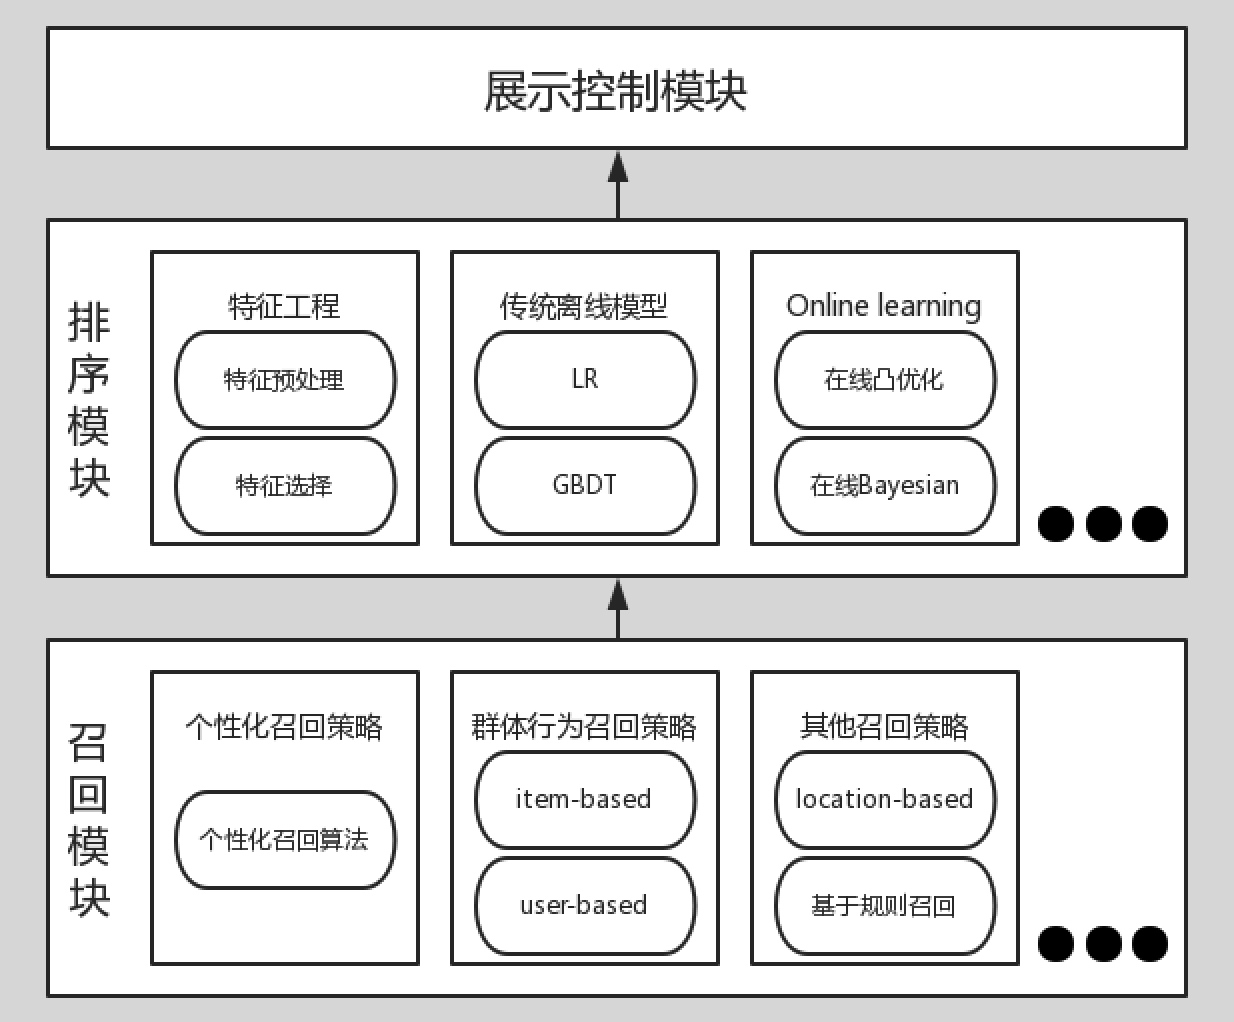 展示控制模块
排序模块
特征工程
特征预处理
特征选择
传统离线模型
LR
GBDT
Online learning
在线凸优化
在线Bayesian
召回模块
个性化召回策略
个性化召回算法
群体行为召回策略
item-based
user-based
其他召回策略
location-based
基于规则召回